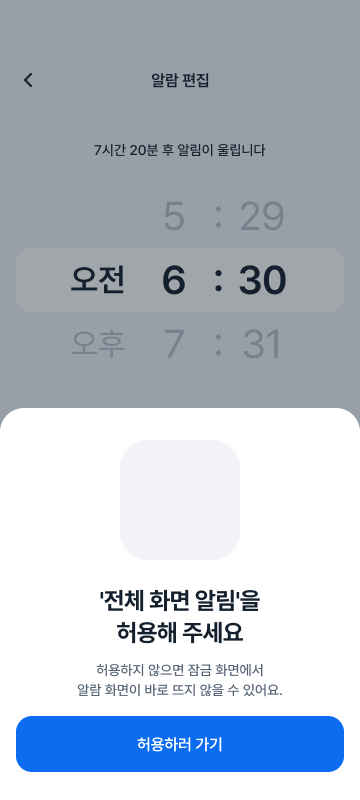 알람 편집
7시간 20분 후 알림이 울립니다
5 : 29
오전 6 : 30
오후 7 : 31
'전체 화면 알림'을
허용해 주세요
허용하지 않으면 잠금 화면에서
알람 화면이 바로 뜨지 않을 수 있어요.
허용하러 가기